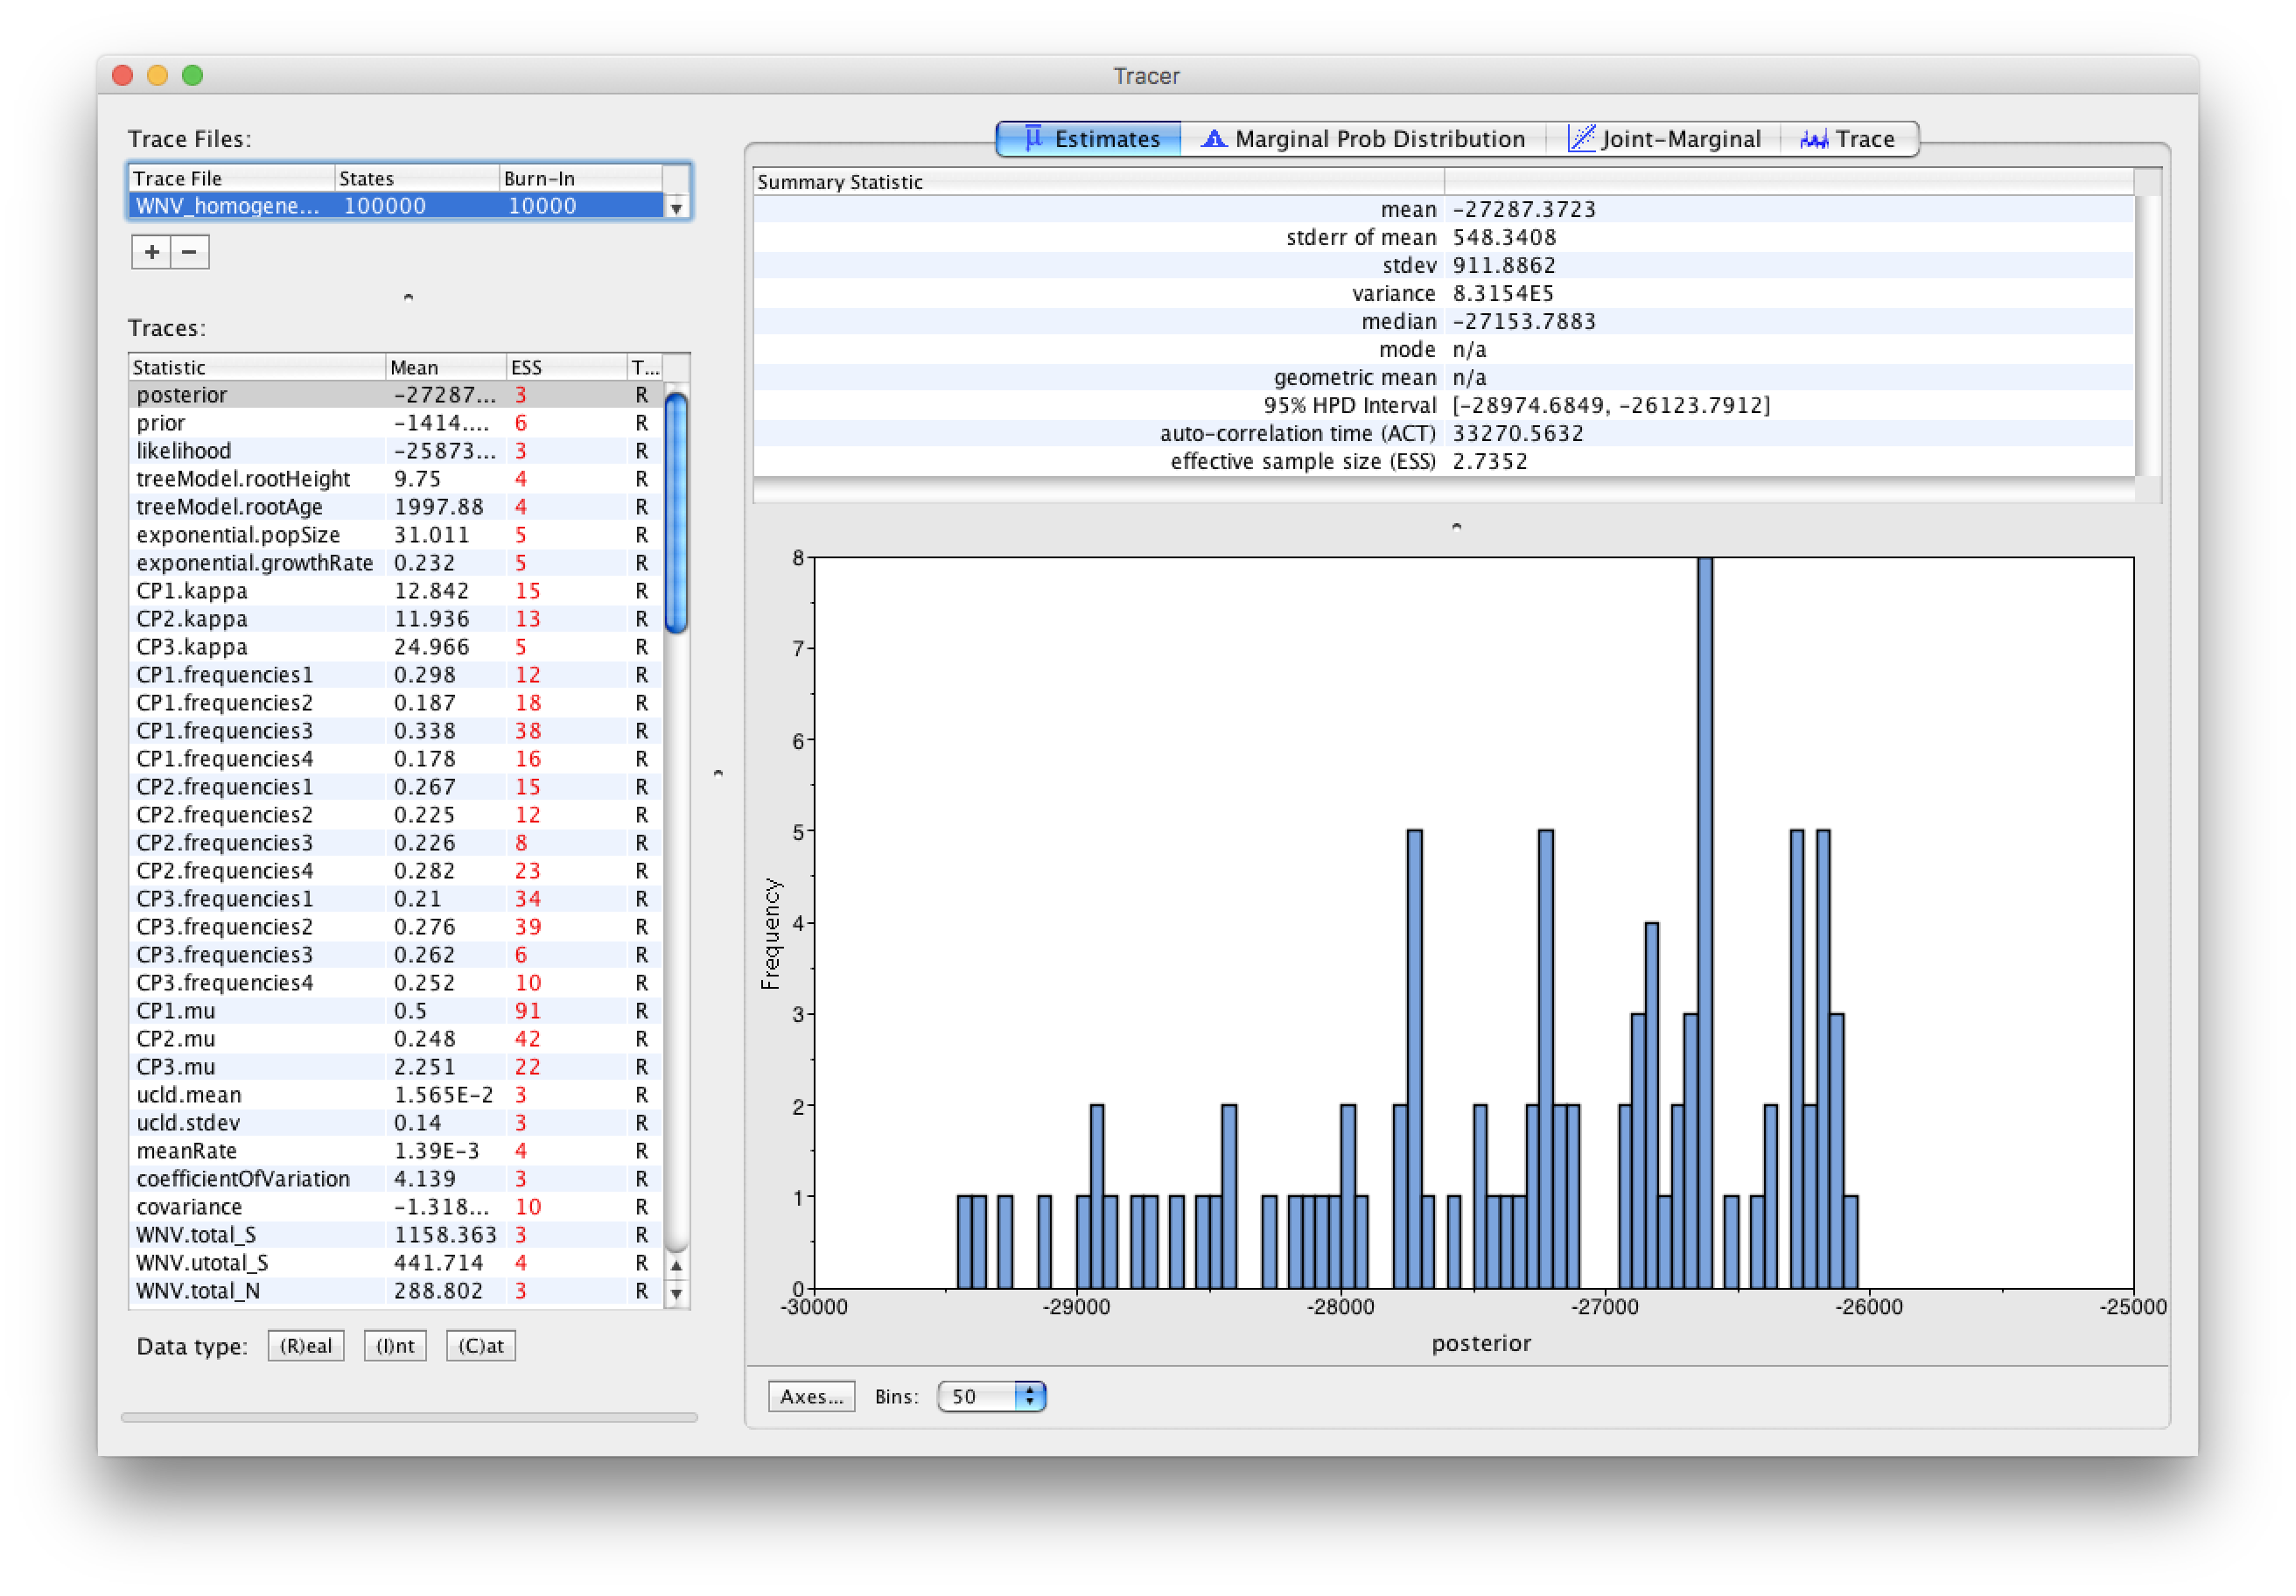 Tracer
Trace Files:
Trace File States Burn-In
WNV_homogene... 100000 10000
+ −
Traces:
Statistic Mean ESS T...
posterior -27287... 3 R
prior -1414.... 6 R
likelihood -25873... 3 R
treeModel.rootHeight 9.75 4 R
treeModel.rootAge 1997.88 4 R
exponential.popSize 31.011 5 R
exponential.growthRate 0.232 5 R
CP1.kappa 12.842 15 R
CP2.kappa 11.936 13 R
CP3.kappa 24.966 5 R
CP1.frequencies1 0.298 12 R
CP1.frequencies2 0.187 18 R
CP1.frequencies3 0.338 38 R
CP1.frequencies4 0.178 16 R
CP2.frequencies1 0.267 15 R
CP2.frequencies2 0.225 12 R
CP2.frequencies3 0.226 8 R
CP2.frequencies4 0.282 23 R
CP3.frequencies1 0.21 34 R
CP3.frequencies2 0.276 39 R
CP3.frequencies3 0.262 6 R
CP3.frequencies4 0.252 10 R
CP1.mu 0.5 91 R
CP2.mu 0.248 42 R
CP3.mu 2.251 22 R
ucld.mean 1.565E-2 3 R
ucld.stdev 0.14 3 R
meanRate 1.39E-3 4 R
coefficientOfVariation 4.139 3 R
covariance -1.318... 10 R
WNV.total_S 1158.363 3 R
WNV.utotal_S 441.714 4 R
WNV.total_N 288.802 3 R
Data type: (R)eal (I)nt (C)at
Estimates Marginal Prob Distribution Joint-Marginal Trace
Summary Statistic
mean -27287.3723
stderr of mean 548.3408
stdev 911.8862
variance 8.3154E5
median -27153.7883
mode n/a
geometric mean n/a
95% HPD Interval [-28974.6849, -26123.7912]
auto-correlation time (ACT) 33270.5632
effective sample size (ESS) 2.7352
8
7
6
5
4
3
2
1
0
Frequency
-30000 -29000 -28000 -27000 -26000 -25000
posterior
Axes... Bins: 50